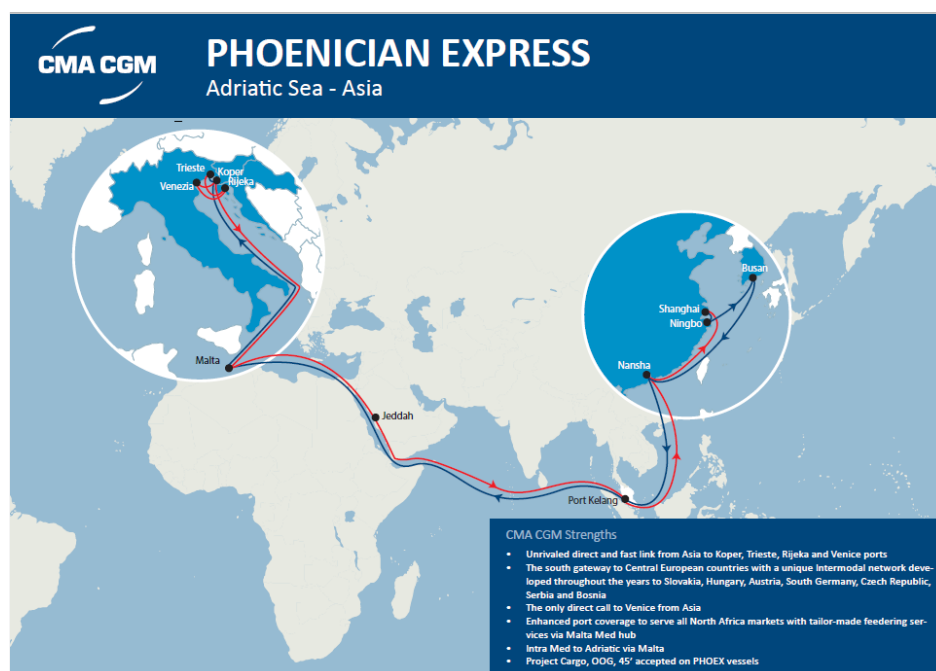 CMA CGM
PHOENICIAN EXPRESS
Adriatic Sea - Asia
Trieste
Koper
Venezia
Rijeka
Busan
Shanghai
Ningbo
Malta
Nansha
Jeddah
Port Kelang
CMA CGM Strengths
• Unrivaled direct and fast link from Asia to Koper, Trieste, Rijeka and Venice ports
• The south gateway to Central European countries with a unique Intermodal network deve-
loped throughout the years to Slovakia, Hungary, Austria, South Germany, Czech Republic,
Serbia and Bosnia
• The only direct call to Venice from Asia
• Enhanced port coverage to serve all North Africa markets with tailor-made feedering ser-
vices via Malta Med hub
• Intra Med to Adriatic via Malta
• Project Cargo, OOG, 45' accepted on PHOEX vessels